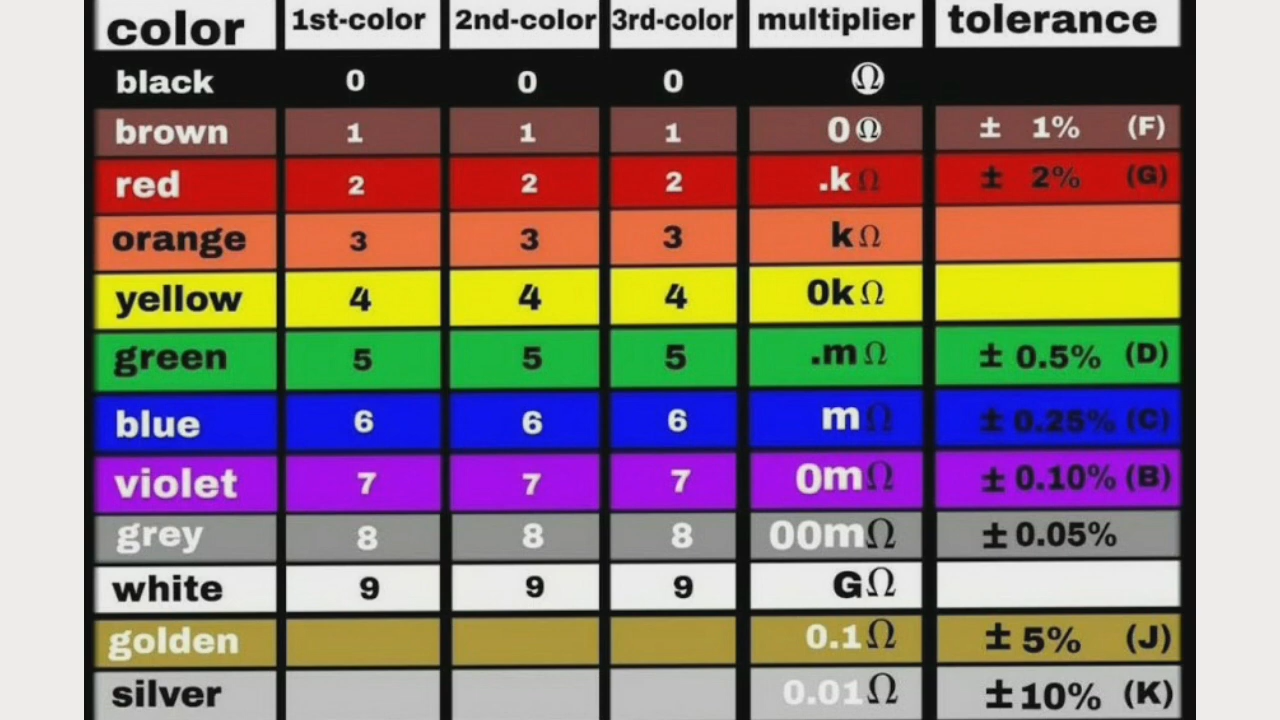 color 1st-color 2nd-color 3rd-color multiplier tolerance
black 0 0 0 Ω
brown 1 1 1 0Ω ± 1% (F)
red 2 2 2 .kΩ ± 2% (G)
orange 3 3 3 kΩ
yellow 4 4 4 0kΩ
green 5 5 5 .mΩ ± 0.5% (D)
blue 6 6 6 mΩ ± 0.25% (C)
violet 7 7 7 0mΩ ± 0.10% (B)
grey 8 8 8 00mΩ ± 0.05%
white 9 9 9 GΩ
golden 0.1Ω ± 5% (J)
silver 0.01Ω ± 10% (K)